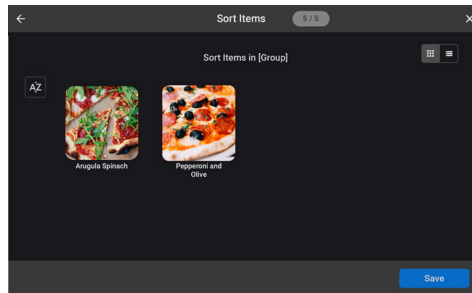 Sort Items
5 / 5
Sort Items in [Group]
AZ
Arugula Spinach
Pepperoni and
Olive
Save